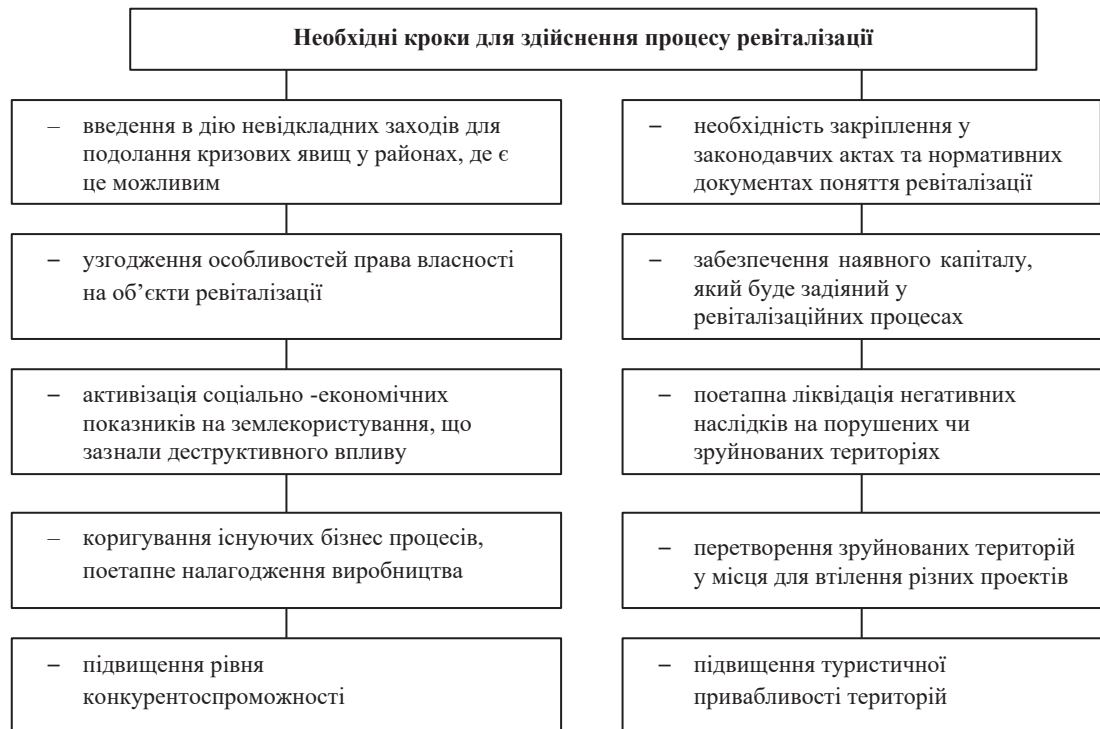 Необхідні кроки для здійснення процесу ревіталізації
– введення в дію невідкладних заходів для
подолання кризових явищ у районах, де є
це можливим
– необхідність закріплення у
законодавчих актах та нормативних
документах поняття ревіталізації
– узгодження особливостей права власності
на об’єкти ревіталізації
– забезпечення наявного капіталу,
який буде задіяний у
ревіталізаційних процесах
– активізація соціально -економічних
показників на землекористування, що
зазнали деструктивного впливу
– поетапна ліквідація негативних
наслідків на порушених чи
зруйнованих територіях
– коригування існуючих бізнес процесів,
поетапне налагодження виробництва
– перетворення зруйнованих територій
у місця для втілення різних проектів
– підвищення рівня
конкурентоспроможності
– підвищення туристичної
привабливості територій